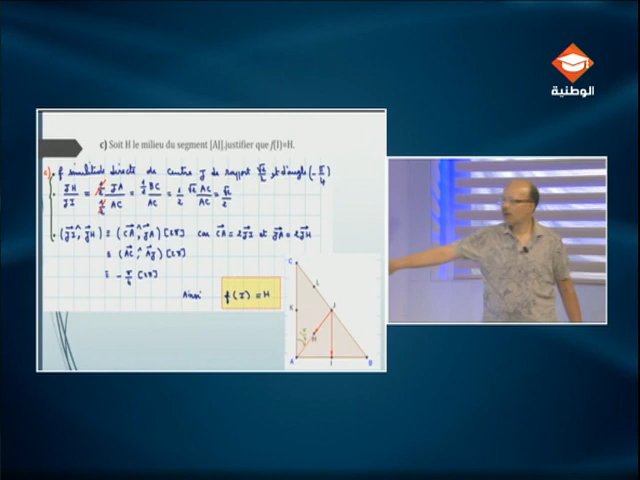 الوطنية
c) Soit H le milieu du segment [AJ].justifier que f(I)=H.
c) f similitude directe de centre J de rapport √2/2 et d'angle (-π/4)
JH/JI = 1/2 JA / 1/2 AC = 1/2 BC / AC = 1/2 √2 AC/AC = √2/2
(JI, JH) ≡ (CA, JA) [2π] car CA = 2JI et JA = 2JH
≡ (AC, AJ) [2π]
≡ -π/4 [2π]
Ainsi f(I) = H
C
L
K
J
H
A
I
B